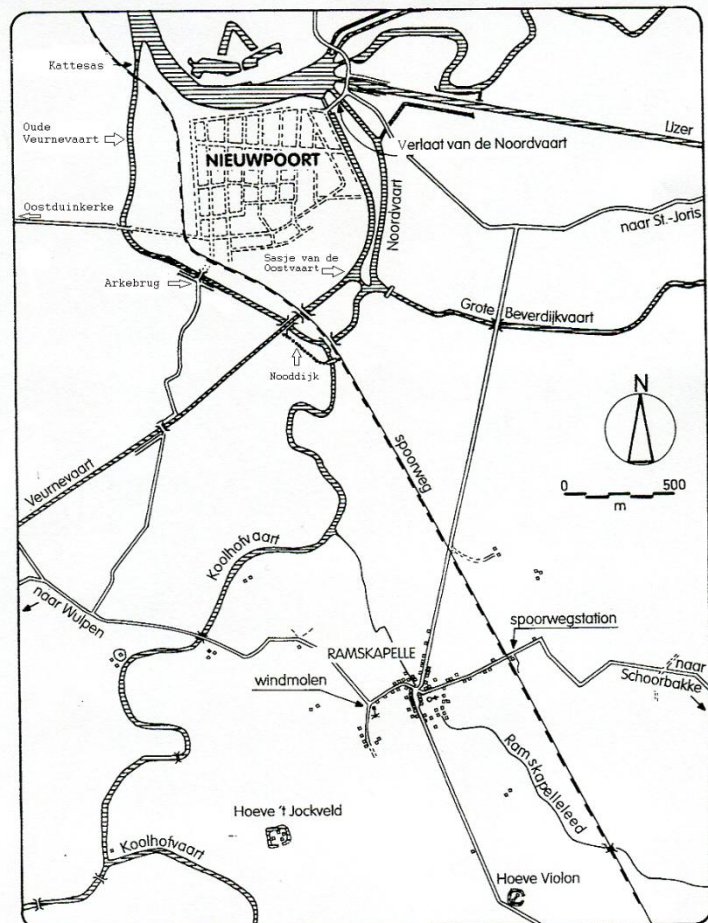 Kattesas
Oude
Veurnevaart
IJzer
Verlaat van de Noordvaart
NIEUWPOORT
Noordvaart
Oostduinkerke
naar St.-Joris
Sasje van de
Oostvaart
Arkebrug
Grote Beverdijkvaart
Nooddijk
N
spoorweg
Veurnevaart
0 500
m
Koolhofvaart
naar Wulpen
spoorwegstation
RAMSKAPELLE
naar
Schoorbakke
windmolen
Ramskapelleleed
Hoeve 't Jockveld
Koolhofvaart
Hoeve Violon